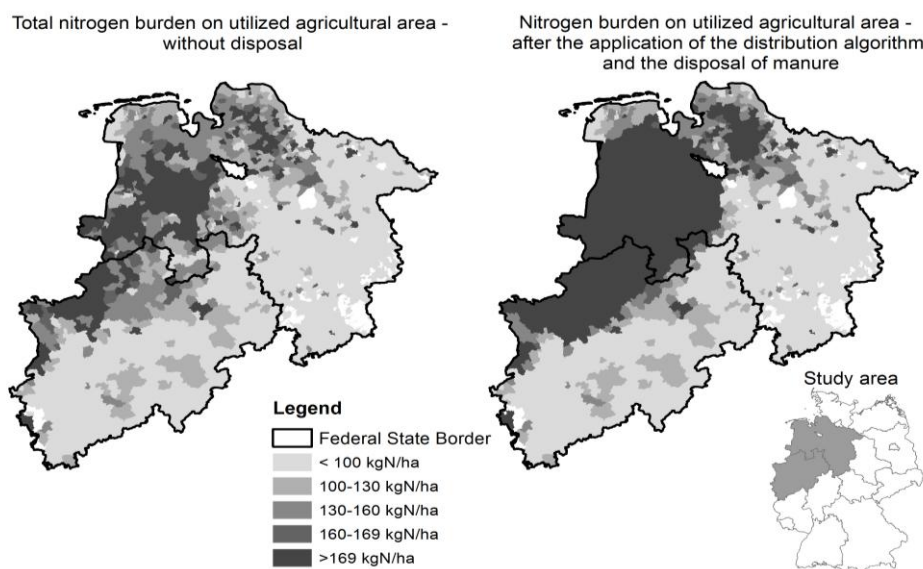 Total nitrogen burden on utilized agricultural area -
without disposal
Nitrogen burden on utilized agricultural area -
after the application of the distribution algorithm
and the disposal of manure
Study area
Legend
Federal State Border
< 100 kgN/ha
100-130 kgN/ha
130-160 kgN/ha
160-169 kgN/ha
>169 kgN/ha